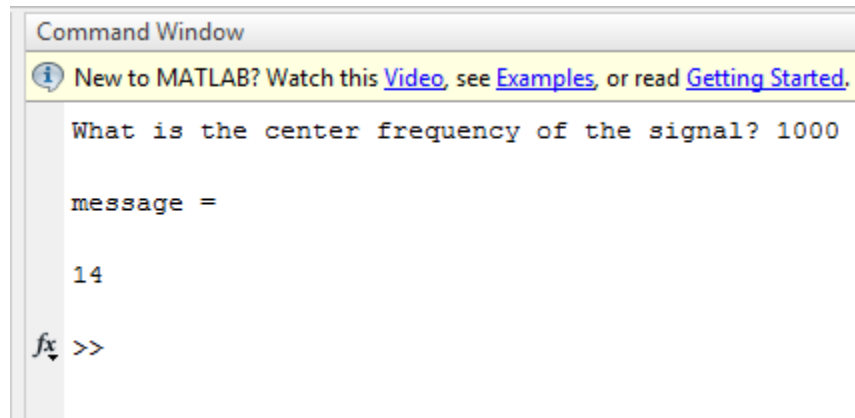 Command Window
New to MATLAB? Watch this Video, see Examples, or read Getting Started.
What is the center frequency of the signal? 1000
message =
14
fx >>